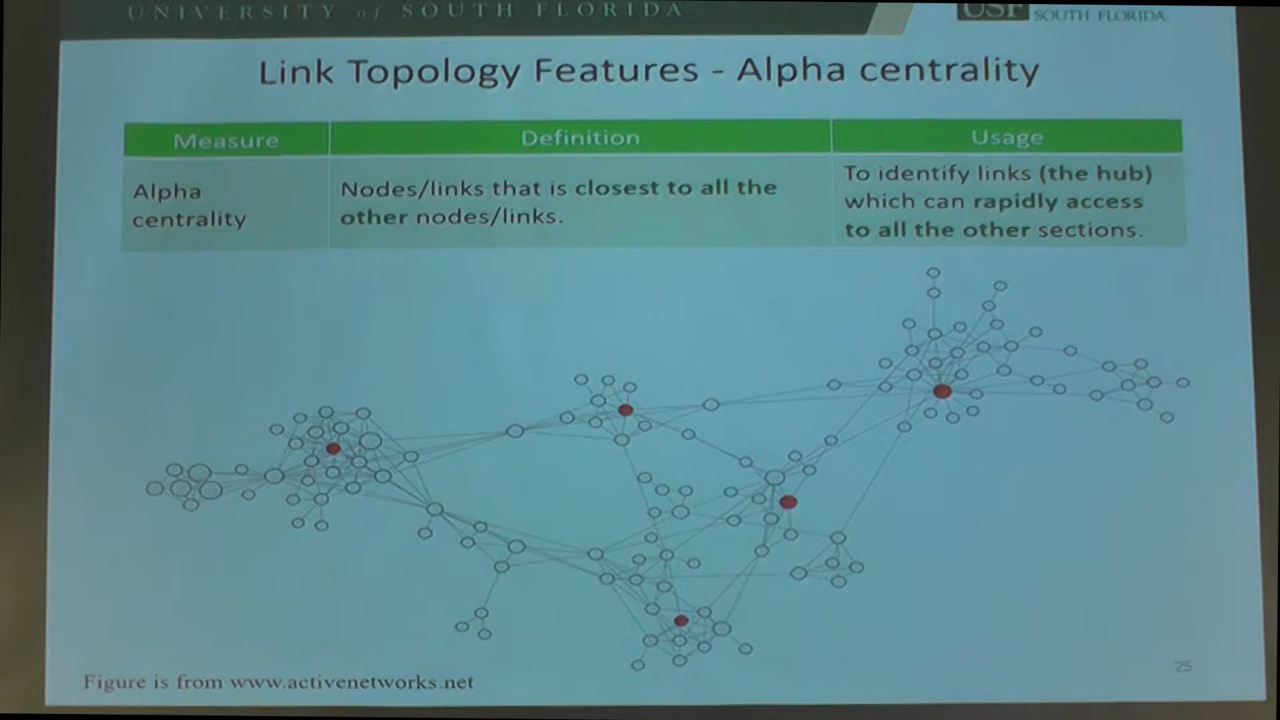 UNIVERSITY of SOUTH FLORIDA
USF SOUTH FLORIDA.
Link Topology Features - Alpha centrality
Measure
Definition
Usage
Alpha
centrality
Nodes/links that is closest to all the
other nodes/links.
To identify links (the hub)
which can rapidly access
to all the other sections.
Figure is from www.activenetworks.net
25